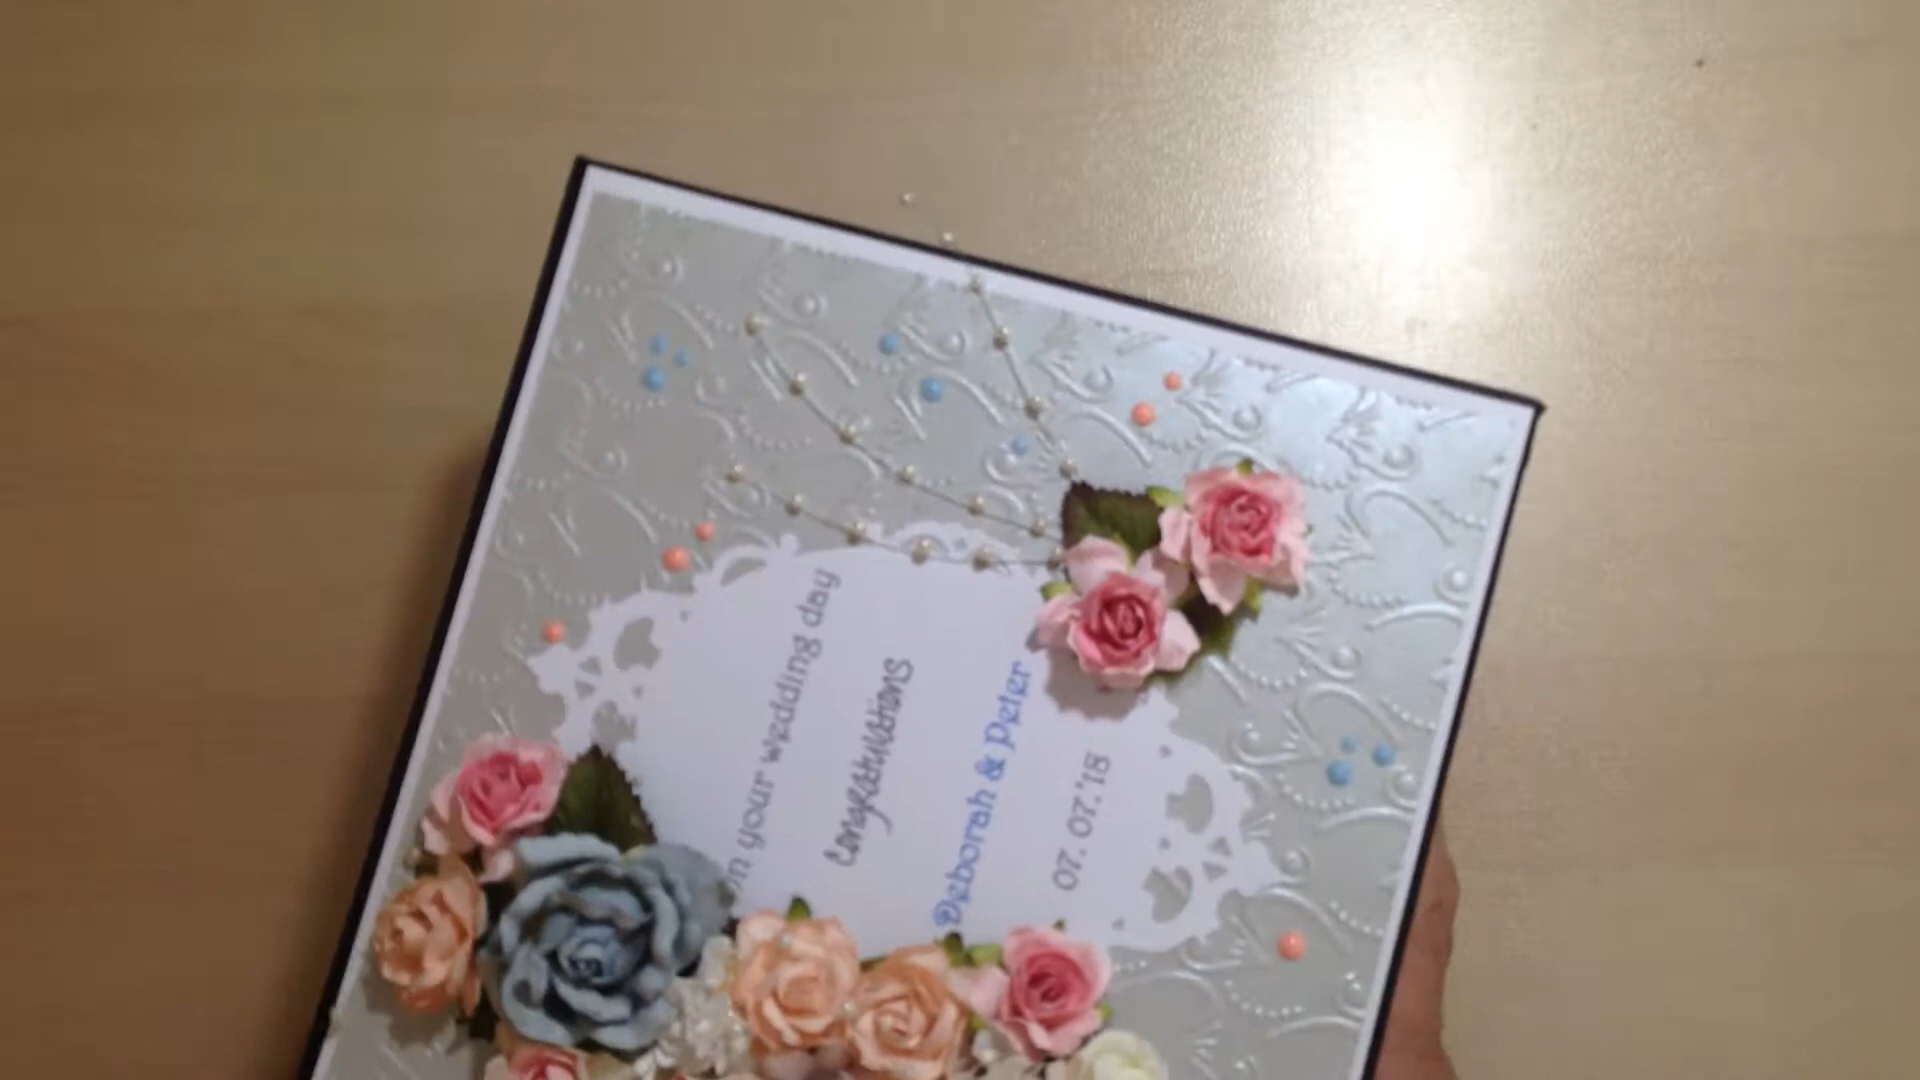 on your wedding day
Congratulations
Deborah & Peter
07.07.18